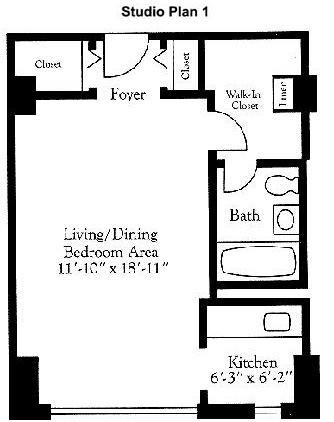 Studio Plan 1
Closet
Closet
Foyer
Walk-In
Closet
Linen
Bath
Living/Dining
Bedroom Area
11'-10" x 18'-11"
Kitchen
6'-3" x 6'-2"